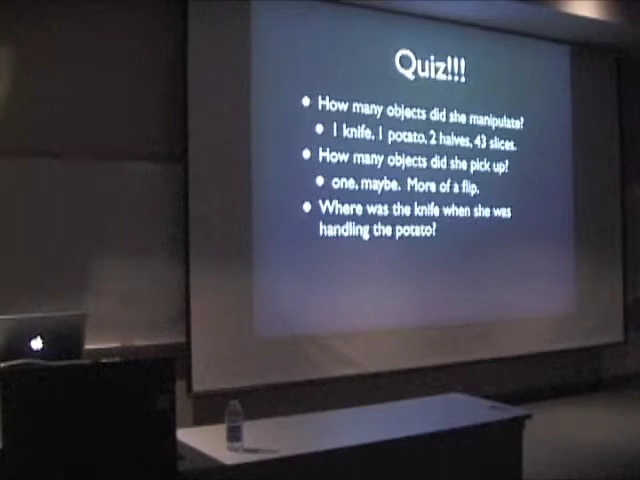 Quiz!!!
• How many objects did she manipulate?
• 1 knife, 1 potato, 2 halves, 43 slices.
• How many objects did she pick up?
• one, maybe. More of a flip.
• Where was the knife when she was
handling the potato?